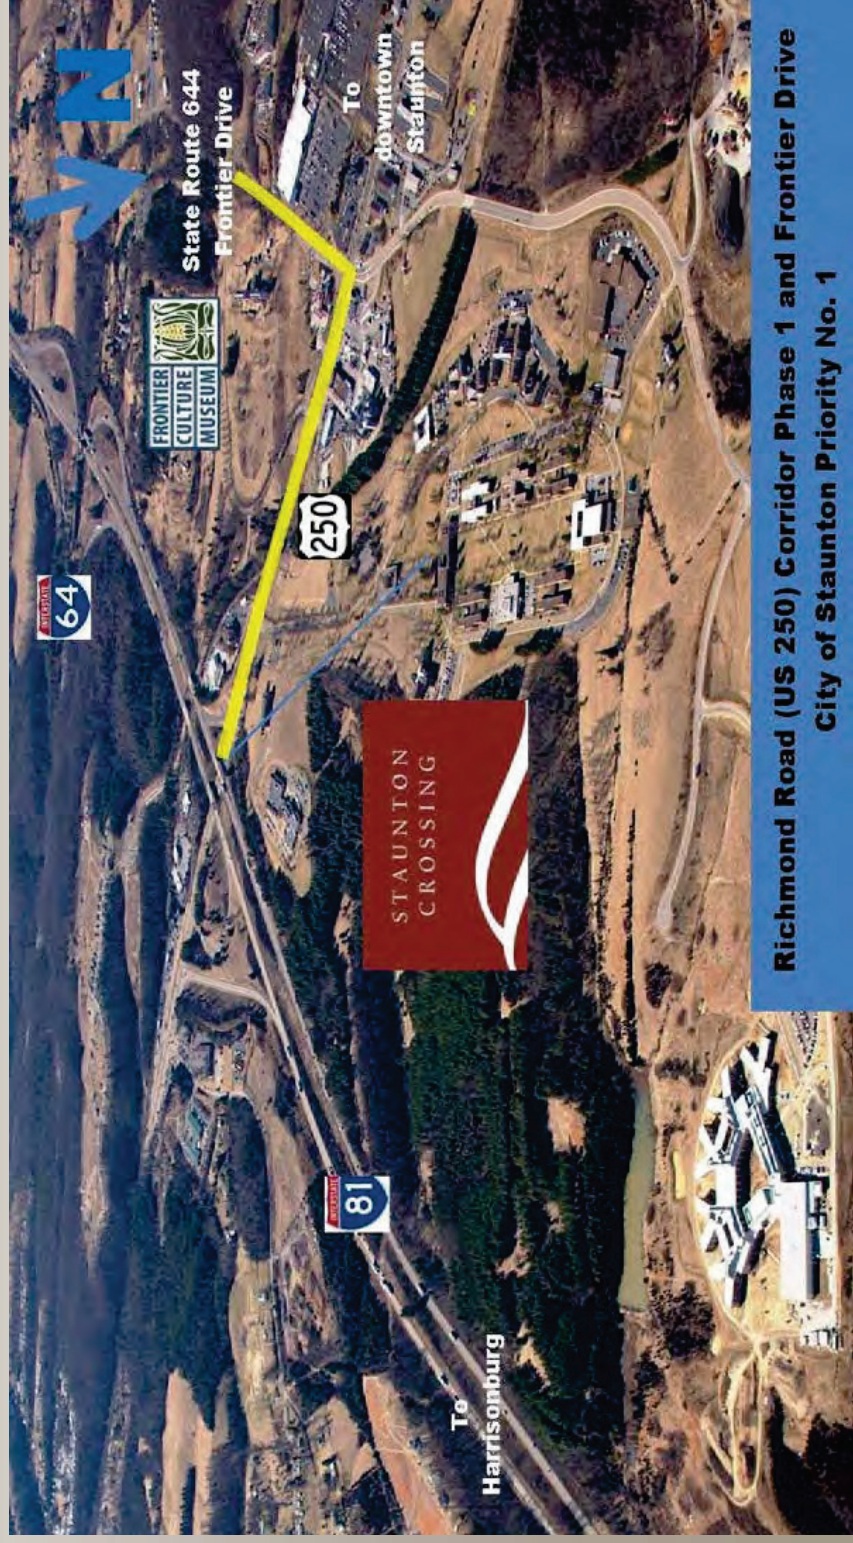 N
State Route 644
Frontier Drive
To
downtown
Staunton
FRONTIER
CULTURE
MUSEUM
INTERSTATE
64
250
STAUNTON
CROSSING
INTERSTATE
81
To
Harrisonburg
Richmond Road (US 250) Corridor Phase 1 and Frontier Drive
City of Staunton Priority No. 1